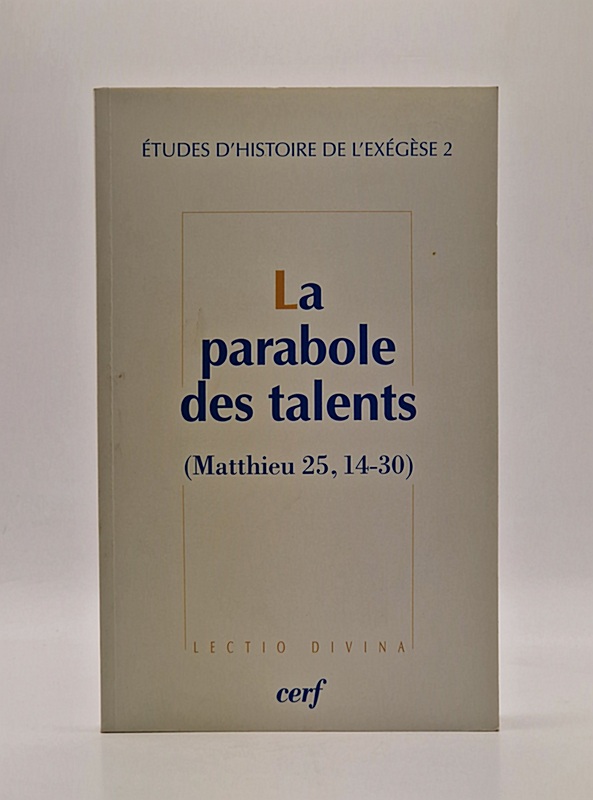 ÉTUDES D'HISTOIRE DE L'EXÉGÈSE 2
La
parabole
des talents
(Matthieu 25, 14-30)
LECTIO DIVINA
cerf